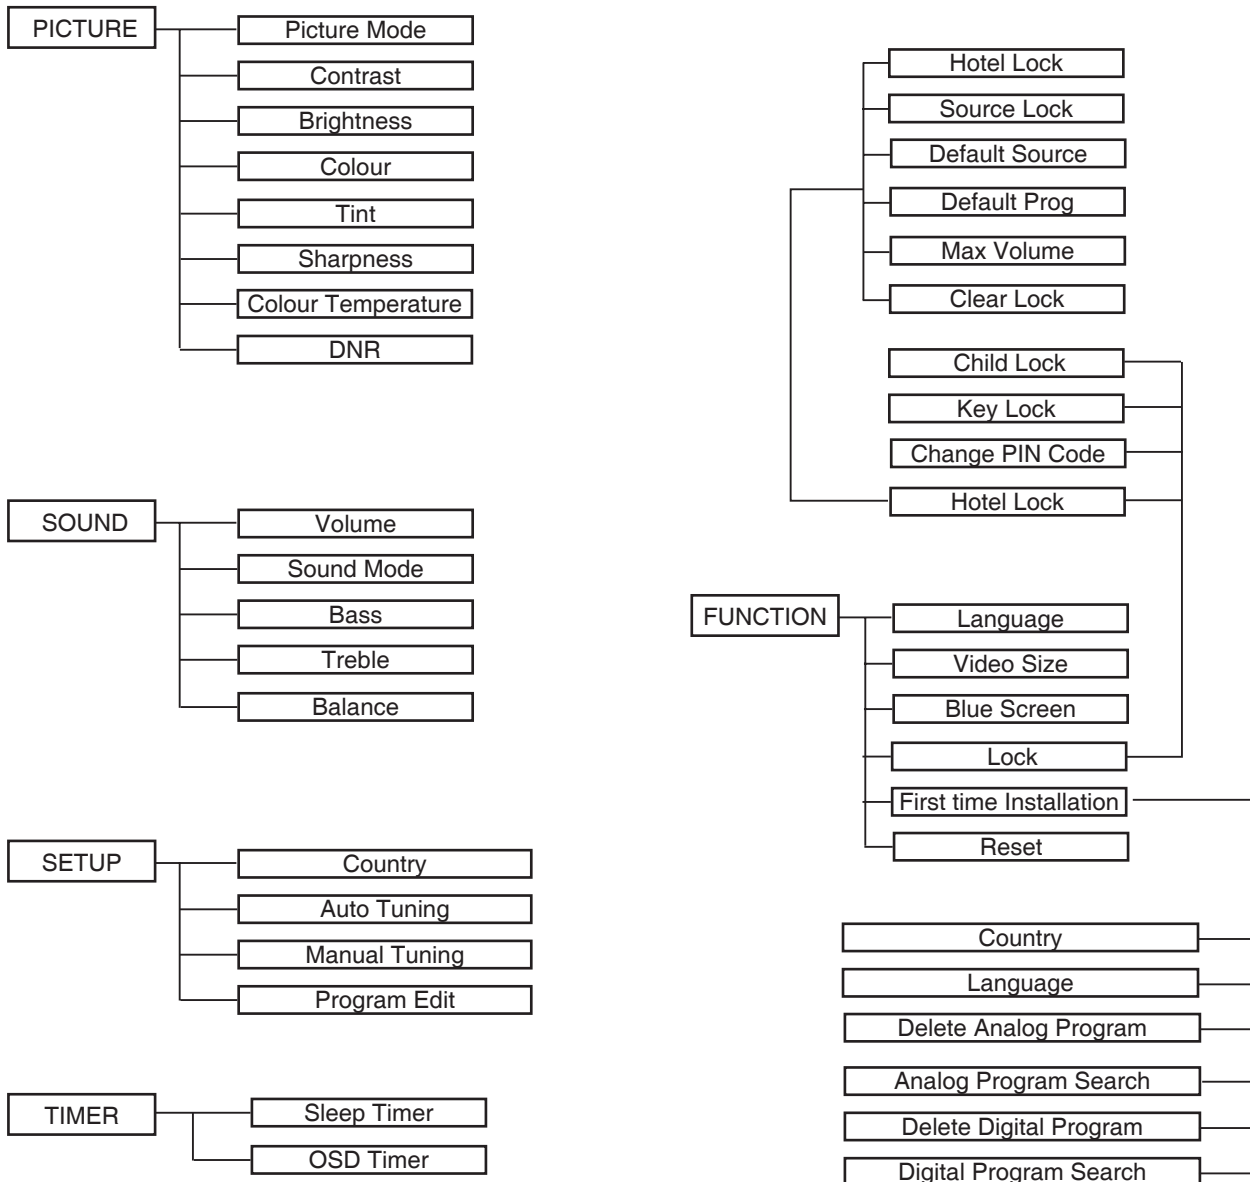 PICTURE
Picture Mode
Contrast
Brightness
Colour
Tint
Sharpness
Colour Temperature
DNR
SOUND
Volume
Sound Mode
Bass
Treble
Balance
SETUP
Country
Auto Tuning
Manual Tuning
Program Edit
TIMER
Sleep Timer
OSD Timer
Hotel Lock
Source Lock
Default Source
Default Prog
Max Volume
Clear Lock
Child Lock
Key Lock
Change PIN Code
Hotel Lock
FUNCTION
Language
Video Size
Blue Screen
Lock
First time Installation
Reset
Country
Language
Delete Analog Program
Analog Program Search
Delete Digital Program
Digital Program Search